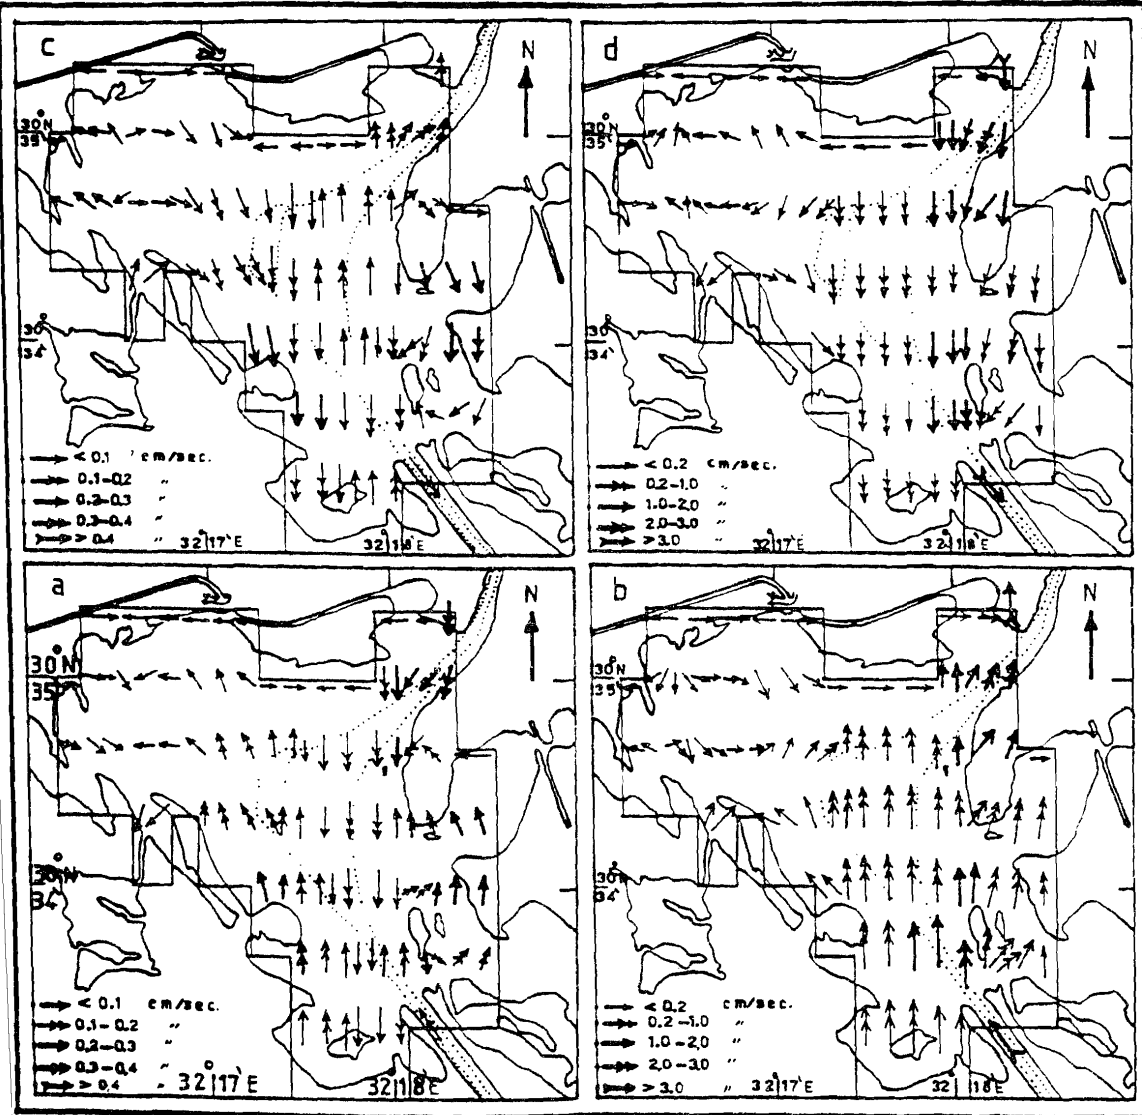 c
N
30°N
35'
30°
34'
< 0.1 cm/sec.
0.1-0.2 "
0.2-0.3 "
0.3-0.4 "
> 0.4 "
32°17'E
32°18'E
d
N
30°N
35'
30°
34'
< 0.2 cm/sec.
0.2-1.0 "
1.0-2.0 "
2.0-3.0 "
> 3.0 "
32°17'E
32°18'E
a
N
30°N
35'
30°N
34'
< 0.1 cm/sec.
0.1-0.2 "
0.2-0.3 "
0.3-0.4 "
> 0.4 "
32°17'E
32°18'E
b
N
30°N
35'
30°N
34'
< 0.2 cm/sec.
0.2-1.0 "
1.0-2.0 "
2.0-3.0 "
> 3.0 "
32°17'E
32°18'E